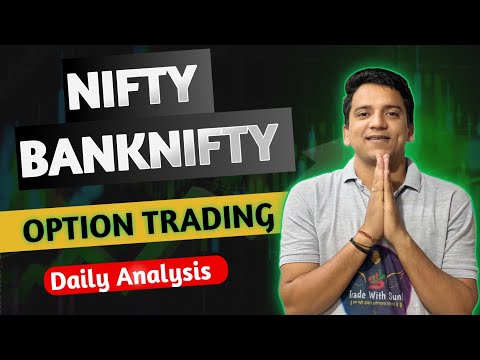 NIFTY
BANKNIFTY
OPTION TRADING
Daily Analysis
Trade With Sun